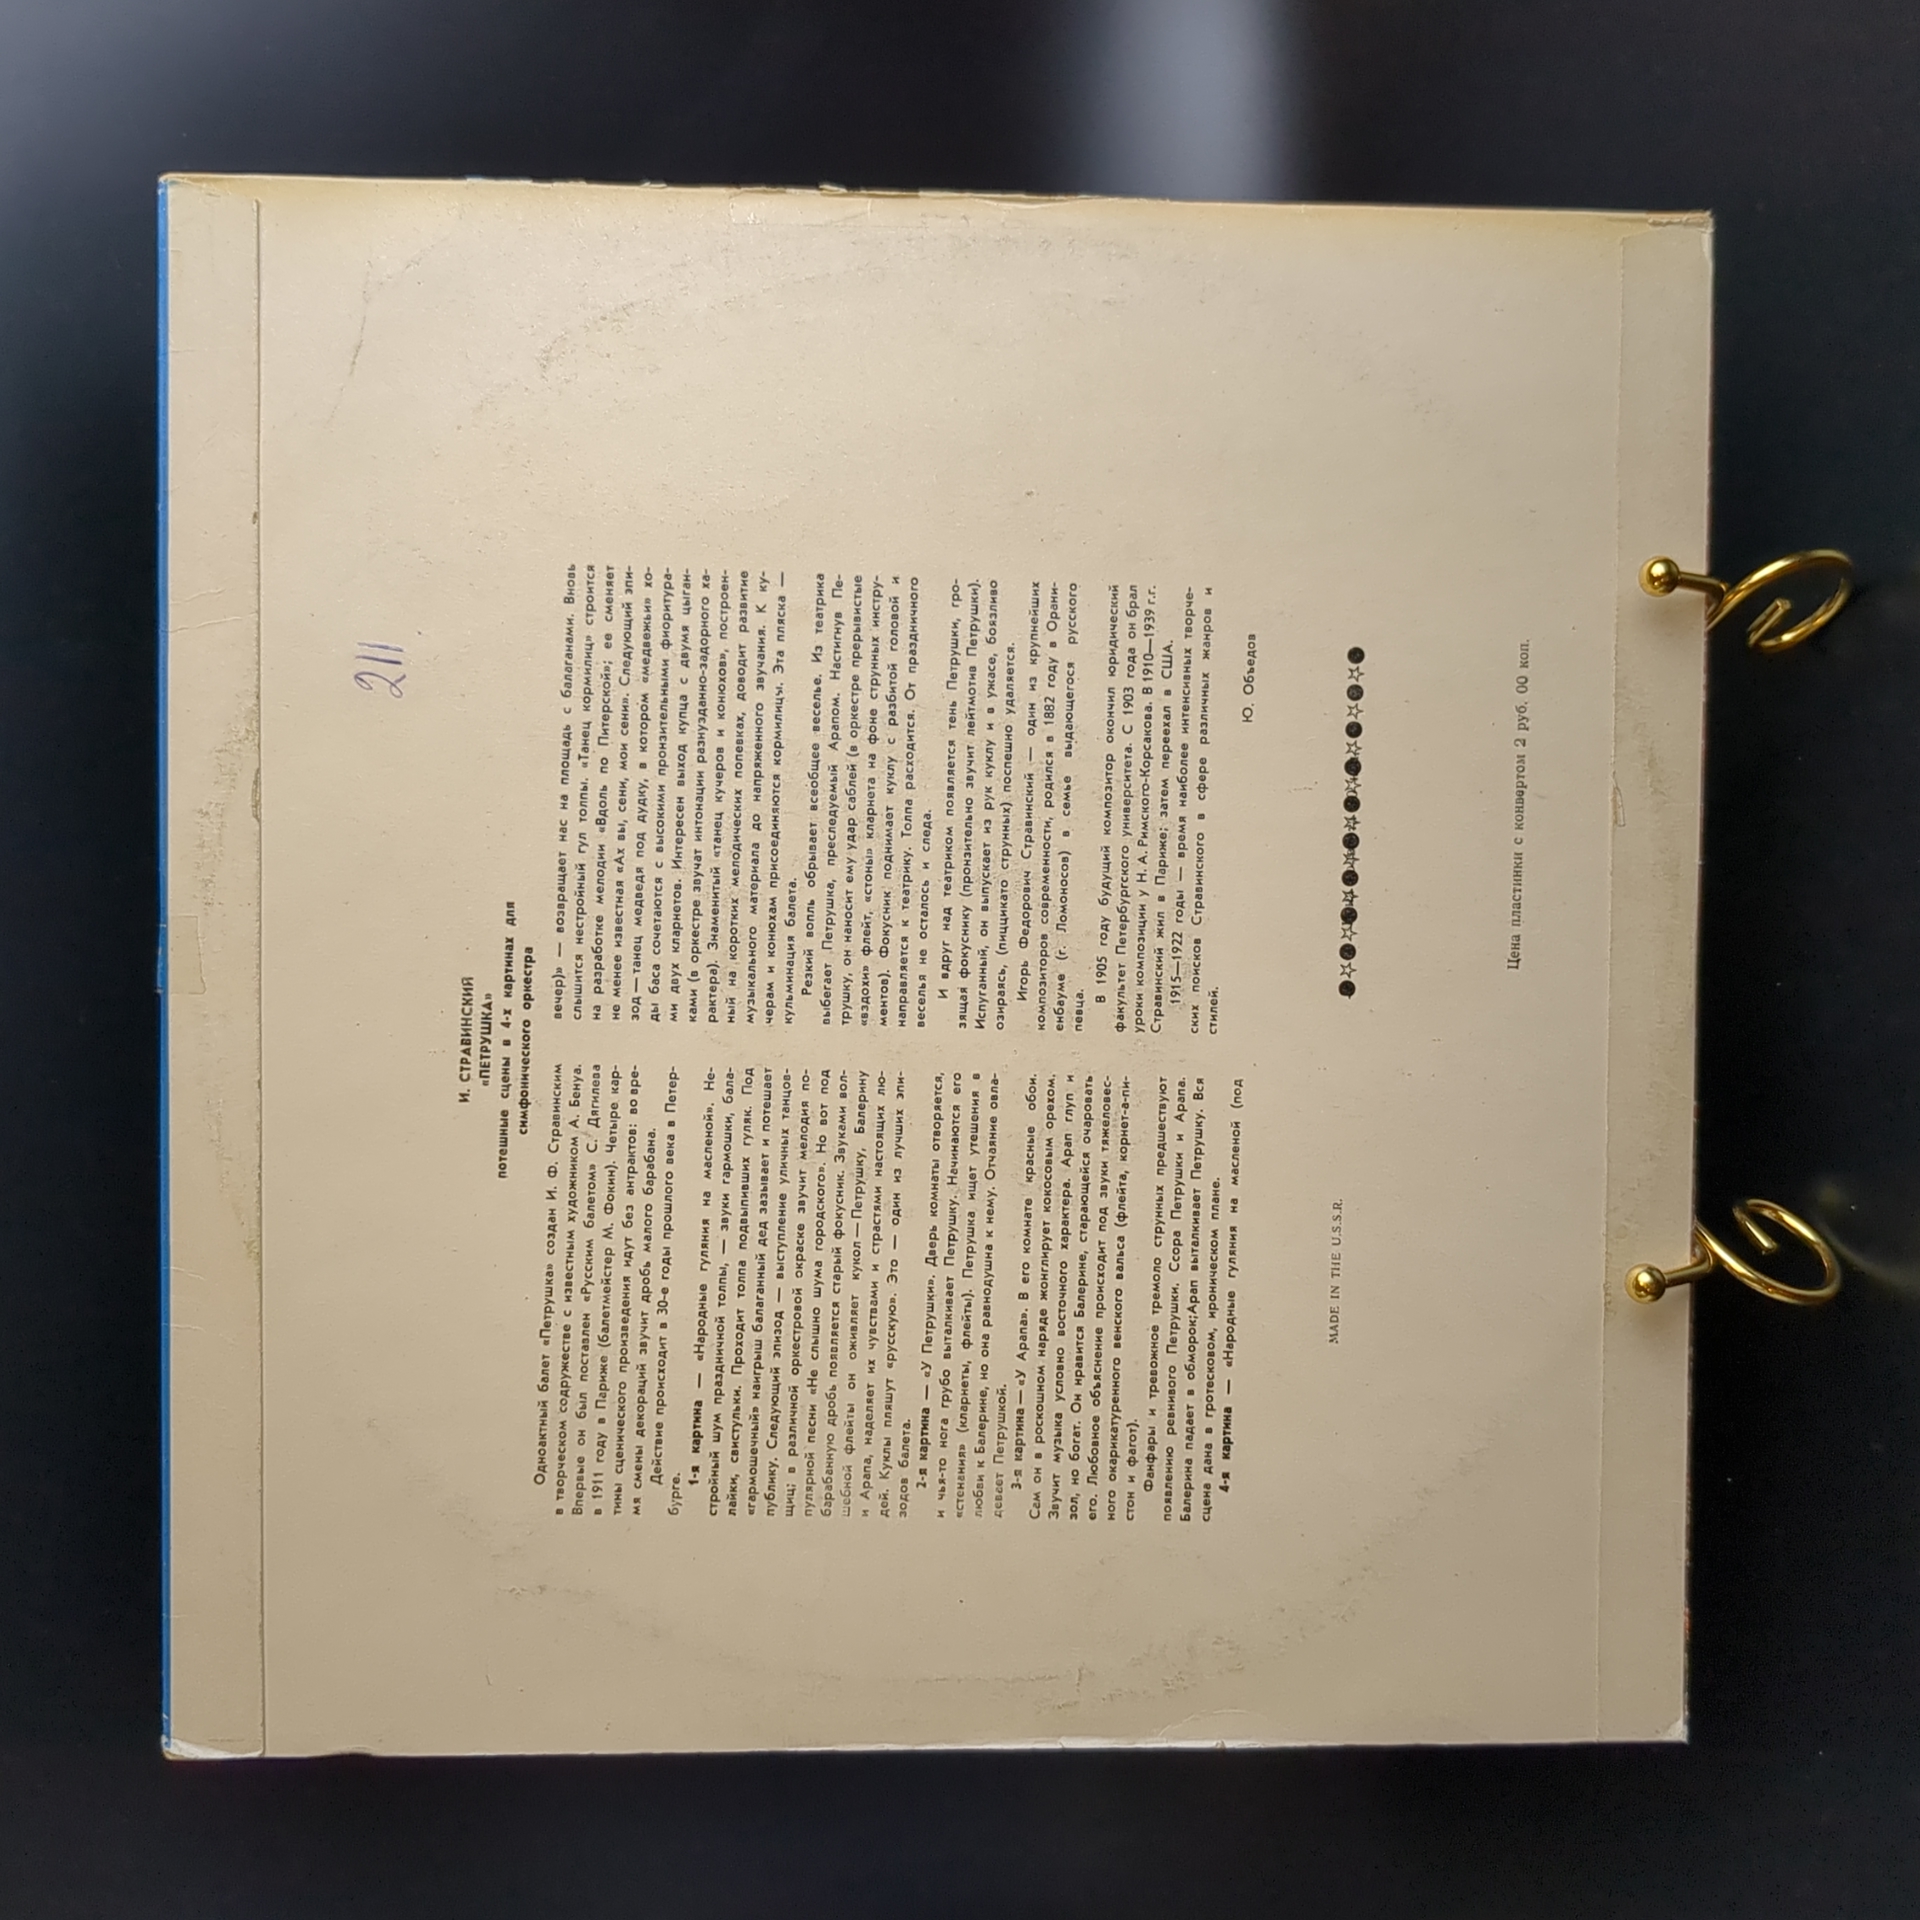 211
И. СТРАВИНСКИЙ
«ПЕТРУШКА»
потешные сцены в 4-х картинах для
симфонического оркестра
Одноактный балет «Петрушка» создан И. Ф. Стравинским
в творческом содружестве с известным художником А. Бенуа.
Впервые он был поставлен «Русским балетом» С. Дягилева
в 1911 году в Париже (балетмейстер М. Фокин). Четыре кар-
тины сценического произведения идут без антрактов: во вре-
мя смены декораций звучит дробь малого барабана.
Действие происходит в 30-е годы прошлого века в Петер-
бурге.
1-я картина — «Народные гуляния на масленой». Не-
стройный шум праздничной толпы, — звуки гармошки, бала-
лайки, свистульки. Проходит толпа подвыпивших гуляк. Под
«гармошечный» наигрыш балаганный дед зазывает и потешает
публику. Следующий эпизод — выступление уличных танцов-
щиц; в различной оркестровой окраске звучит мелодия по-
пулярной песни «Не слышно шума городского». Но вот под
барабанную дробь появляется старый фокусник. Звуками вол-
шебной флейты он оживляет кукол — Петрушку, Балерину
и Арапа, наделяет их чувствами и страстями настоящих лю-
дей. Куклы пляшут «русскую». Это — один из лучших эпи-
зодов балета.
2-я картина — «У Петрушки». Дверь комнаты отворяется,
и чья-то нога грубо выталкивает Петрушку. Начинаются его
«стенания» (кларнеты, флейты). Петрушка ищет утешения в
любви к Балерине, но она равнодушна к нему. Отчаяние овла-
девает Петрушкой.
3-я картина — «У Арапа». В его комнате красные обои.
Сам он в роскошном наряде жонглирует кокосовым орехом.
Звучит музыка условно восточного характера. Арап глуп и
зол, но богат. Он нравится Балерине, старающейся очаровать
его. Любовное объяснение происходит под звуки тяжеловес-
ного окарикатуренного венского вальса (флейта, корнет-а-пи-
стон и фагот).
Фанфары и тревожное тремоло струнных предшествуют
появлению ревнивого Петрушки. Ссора Петрушки и Арапа.
Балерина падает в обморок; Арап выталкивает Петрушку. Вся
сцена дана в гротесковом, ироническом плане.
4-я картина — «Народные гуляния на масленой (под
вечер)» — возвращает нас на площадь с балаганами. Вновь
слышится нестройный гул толпы. «Танец кормилиц» строится
на разработке мелодии «Вдоль по Питерской»; ее сменяет
не менее известная «Ах вы, сени, мои сени». Следующий эпи-
зод — танец медведя под дудку, в котором «медвежьи» хо-
ды баса сочетаются с высокими пронзительными фиоритура-
ми двух кларнетов. Интересен выход купца с двумя цыган-
ками (в оркестре звучат интонации разнузданно-задорного ха-
рактера). Знаменитый «танец кучеров и конюхов», построен-
ный на коротких мелодических попевках, доводит развитие
музыкального материала до напряженного звучания. К ку-
черам и конюхам присоединяются кормилицы. Эта пляска —
кульминация балета.
Резкий вопль обрывает всеобщее веселье. Из театрика
выбегает Петрушка, преследуемый Арапом. Настигнув Пе-
трушку, он наносит ему удар саблей (в оркестре прерывистые
«вздохи» флейт, «стоны» кларнета на фоне струнных инстру-
ментов). Фокусник поднимает куклу с разбитой головой и
направляется к театрику. Толпа расходится. От праздничного
веселья не осталось и следа.
И вдруг над театриком появляется тень Петрушки, гро-
зящая фокуснику (пронзительно звучит лейтмотив Петрушки).
Испуганный, он выпускает из рук куклу и в ужасе, боязливо
озираясь, (пиццикато струнных) поспешно удаляется.
Игорь Федорович Стравинский — один из крупнейших
композиторов современности, родился в 1882 году в Орани-
енбауме (г. Ломоносов) в семье выдающегося русского
певца.
В 1905 году будущий композитор окончил юридический
факультет Петербургского университета. С 1903 года он брал
уроки композиции у Н. А. Римского-Корсакова. В 1910—1939 г.г.
Стравинский жил в Париже; затем переехал в США.
1915—1922 годы — время наиболее интенсивных творче-
ских поисков Стравинского в сфере различных жанров и
стилей.
Ю. Объедов
MADE IN THE U.S.S.R.
Цена пластинки с конвертом 2 руб. 00 коп.